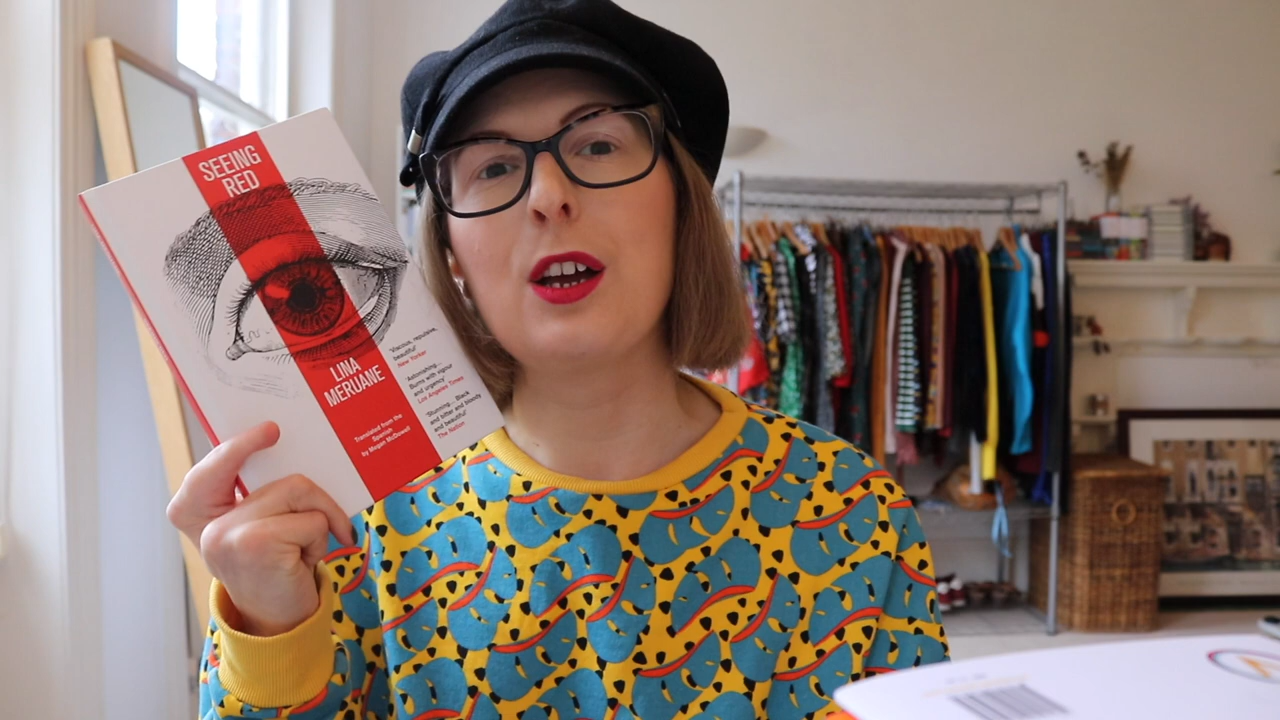 SEEING
RED
LINA
MERUANE
Translated from the
Spanish
by Megan McDowell
'Viscous, repulsive,
beautiful'
New Yorker
'Astonishing...
Burns with vigour
and urgency'
Los Angeles Times
'Stunning... Black
and bitter and bloody
and beautiful'
The Nation